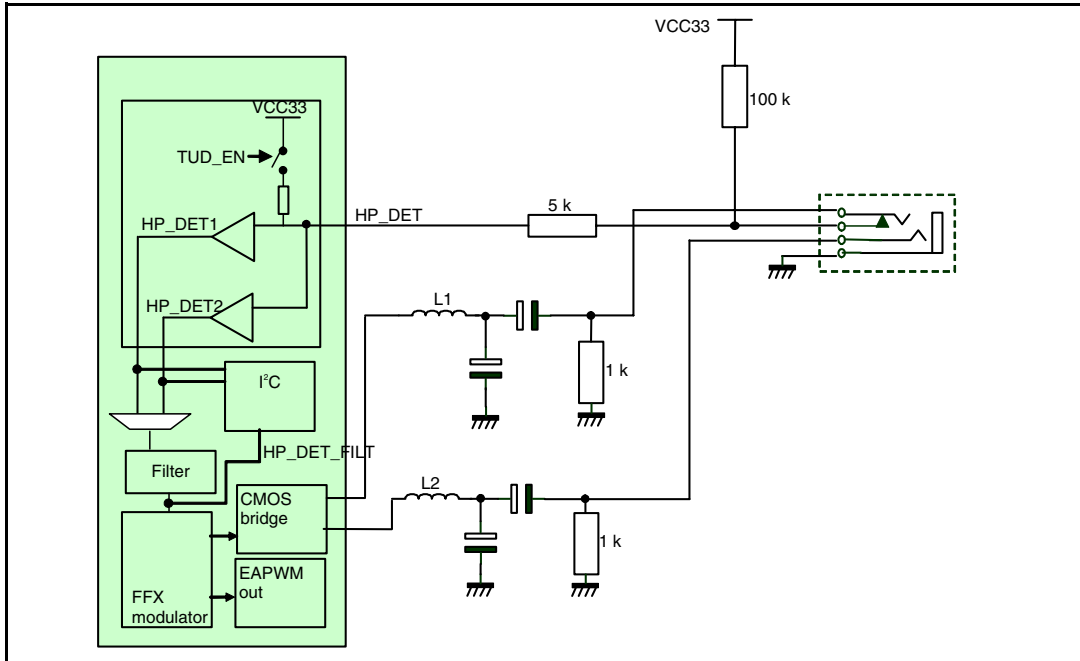 VCC33
100 k
VCC33
TUD_EN
HP_DET1
HP_DET
5 k
HP_DET2
L1
1 k
I²C
HP_DET_FILT
Filter
L2
CMOS
bridge
1 k
EAPWM
out
FFX
modulator